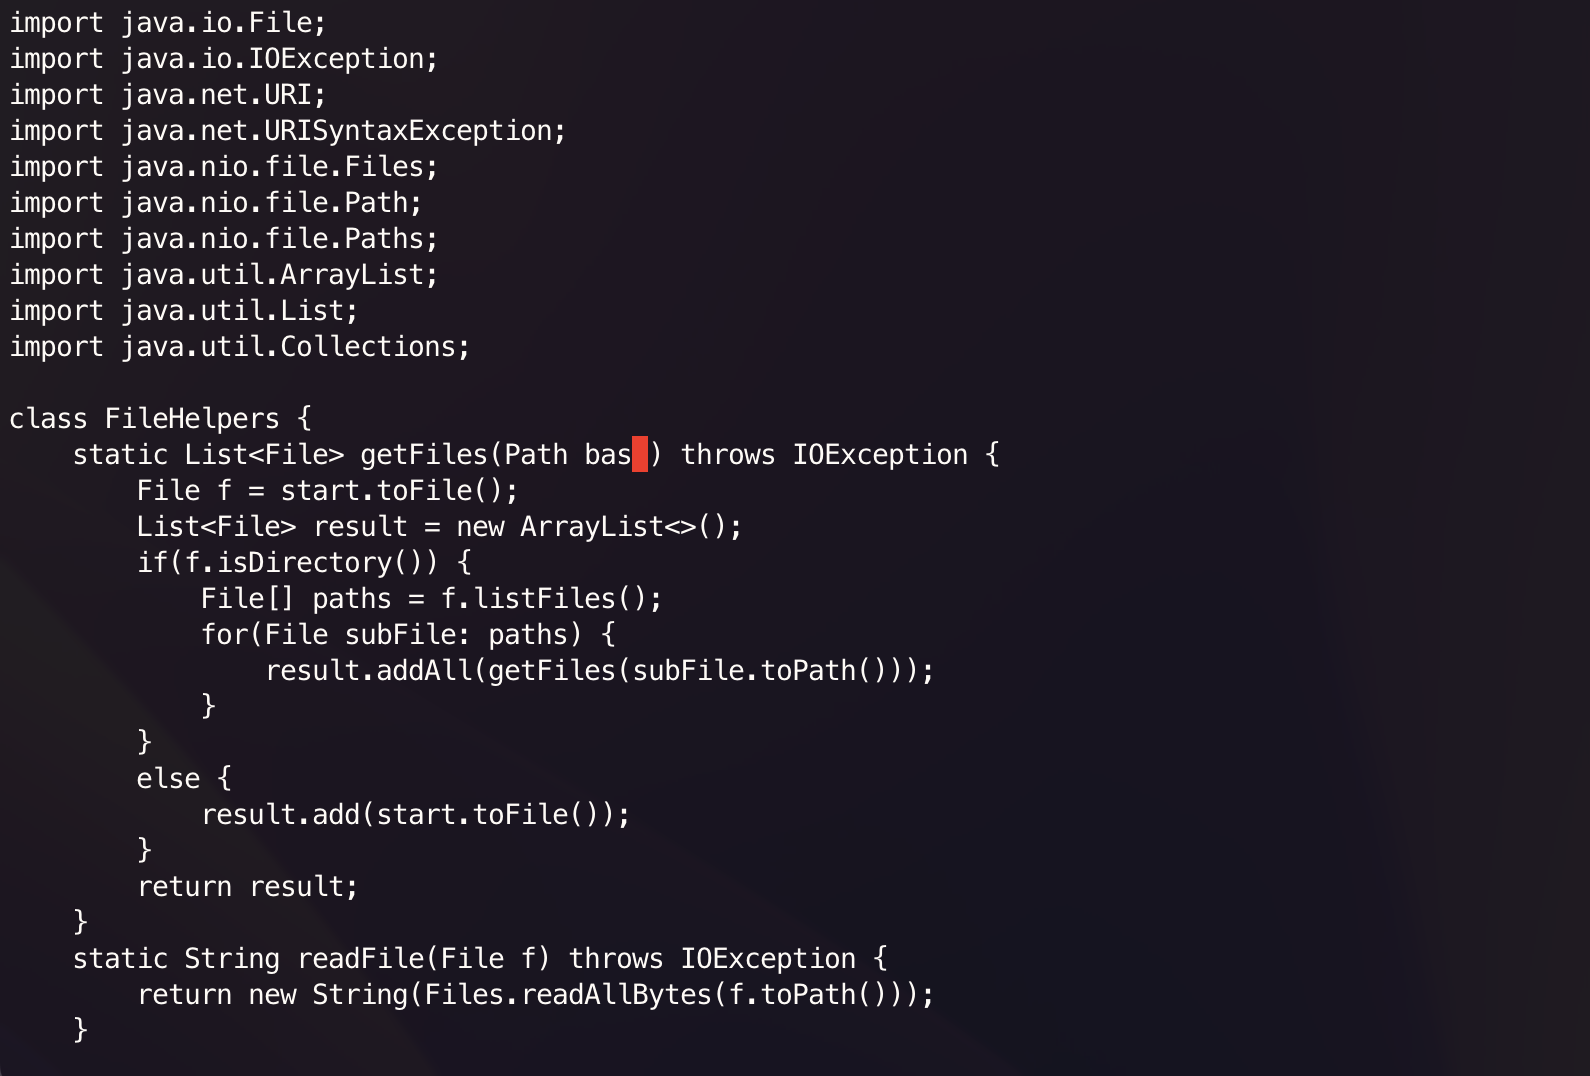 import java.io.File;
import java.io.IOException;
import java.net.URI;
import java.net.URISyntaxException;
import java.nio.file.Files;
import java.nio.file.Path;
import java.nio.file.Paths;
import java.util.ArrayList;
import java.util.List;
import java.util.Collections;

class FileHelpers {
    static List<File> getFiles(Path bas ) throws IOException {
        File f = start.toFile();
        List<File> result = new ArrayList<>();
        if(f.isDirectory()) {
            File[] paths = f.listFiles();
            for(File subFile: paths) {
                result.addAll(getFiles(subFile.toPath()));
            }
        }
        else {
            result.add(start.toFile());
        }
        return result;
    }
    static String readFile(File f) throws IOException {
        return new String(Files.readAllBytes(f.toPath()));
    }